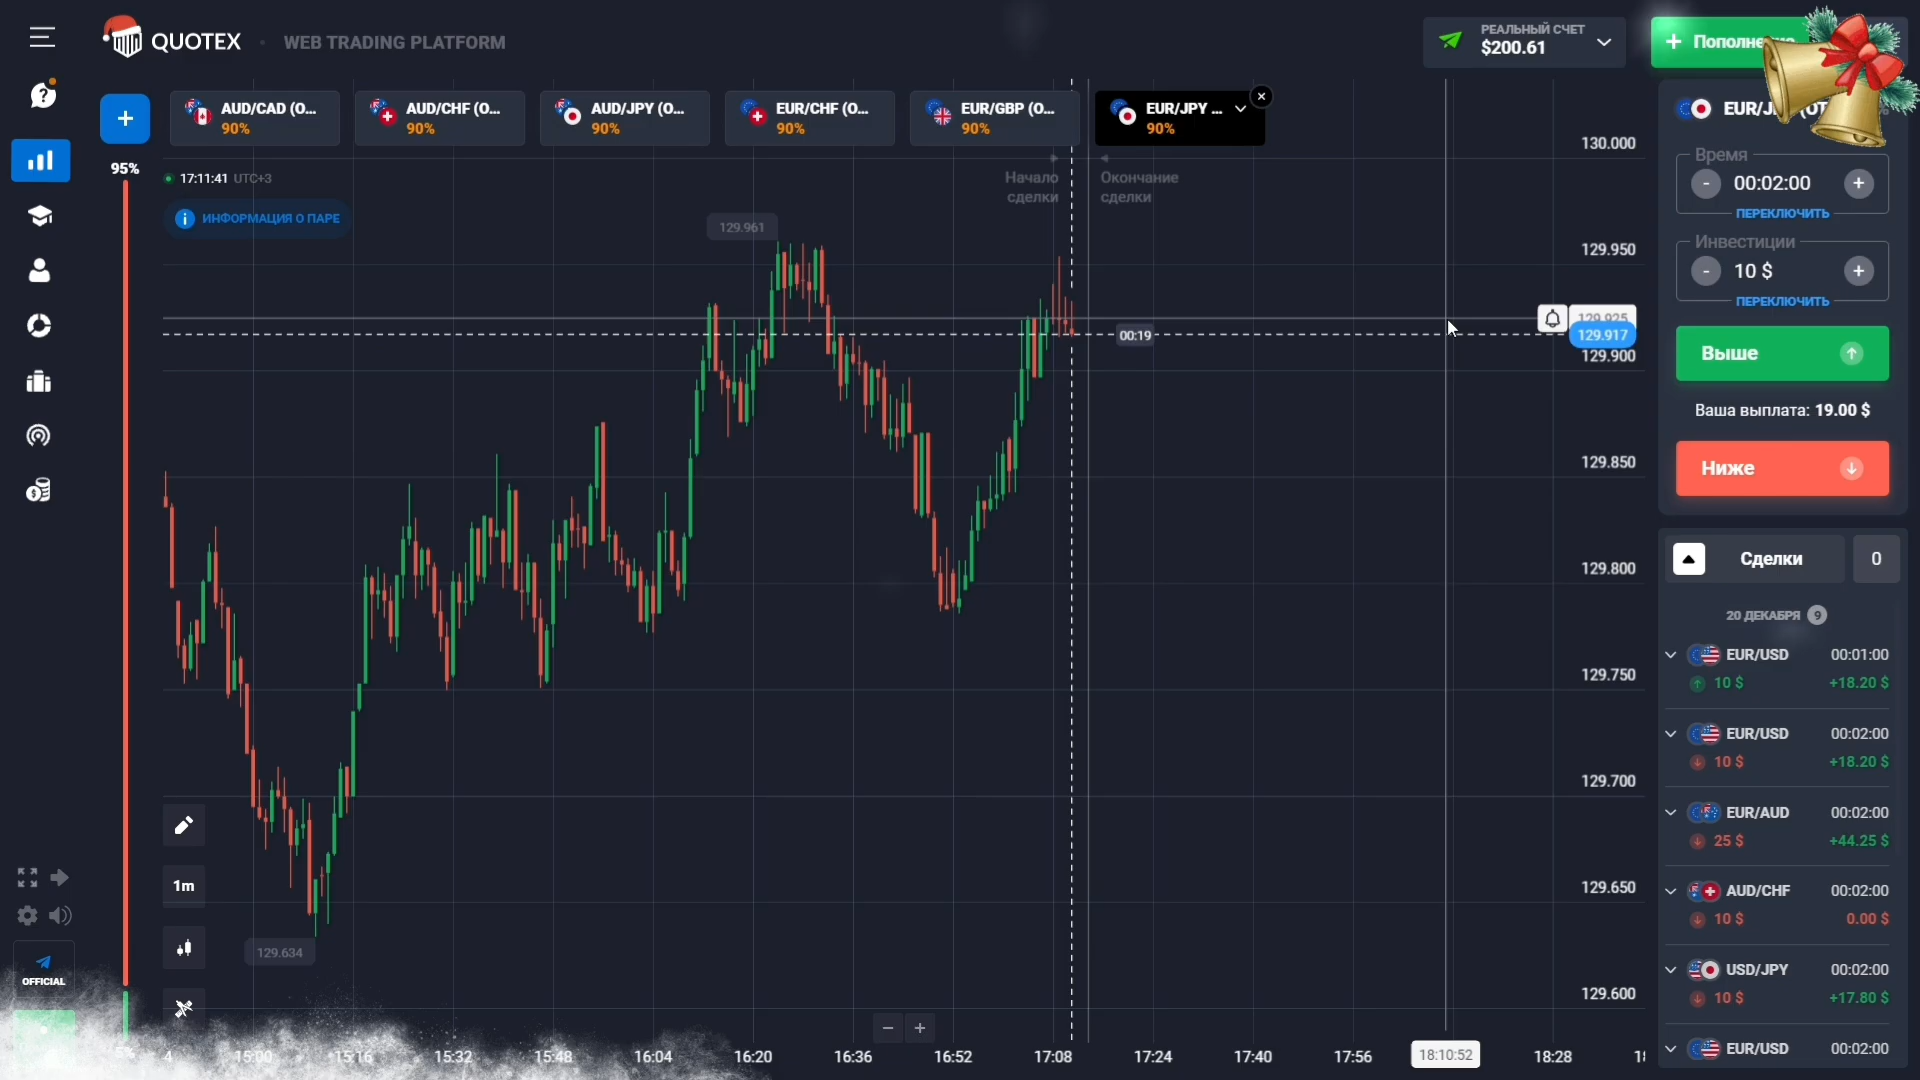 QUOTEX
WEB TRADING PLATFORM
РЕАЛЬНЫЙ СЧЕТ
$200.61
AUD/CAD (O...
90%
AUD/CHF (O...
90%
AUD/JPY (O...
90%
EUR/CHF (O...
90%
EUR/GBP (O...
90%
EUR/JPY ...
90%
95%
17:11:41 UTC+3
ИНФОРМАЦИЯ О ПАРЕ
Начало
сделки
Окончание
сделки
129.961
129.634
00:19
130.000
129.950
129.925
129.917
129.900
129.850
129.800
129.750
129.700
129.650
129.600
1m
15:00
15:16
15:32
15:48
16:04
16:20
16:36
16:52
17:08
17:24
17:40
17:56
18:10:52
18:28
OFFICIAL
Время
- 00:02:00 +
ПЕРЕКЛЮЧИТЬ
Инвестиции
- 10 $ +
ПЕРЕКЛЮЧИТЬ
Выше
Ваша выплата: 19.00 $
Ниже
Сделки 0
20 ДЕКАБРЯ 9
EUR/USD 00:01:00
10 $ +18.20 $
EUR/USD 00:02:00
10 $ +18.20 $
EUR/AUD 00:02:00
25 $ +44.25 $
AUD/CHF 00:02:00
10 $ 0.00 $
USD/JPY 00:02:00
10 $ +17.80 $
EUR/USD 00:02:00